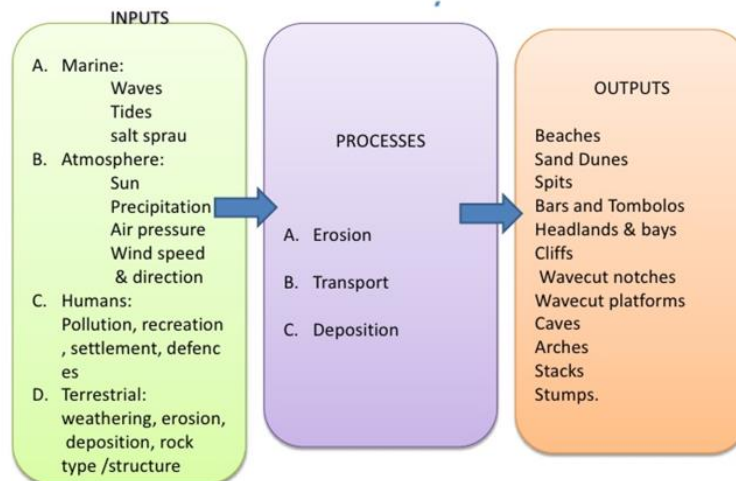 INPUTS
A. Marine:
Waves
Tides
salt sprau
B. Atmosphere:
Sun
Precipitation
Air pressure
Wind speed
& direction
C. Humans:
Pollution, recreation
, settlement, defenc
es
D. Terrestrial:
weathering, erosion,
deposition, rock
type /structure
PROCESSES
A. Erosion
B. Transport
C. Deposition
OUTPUTS
Beaches
Sand Dunes
Spits
Bars and Tombolos
Headlands & bays
Cliffs
Wavecut notches
Wavecut platforms
Caves
Arches
Stacks
Stumps.